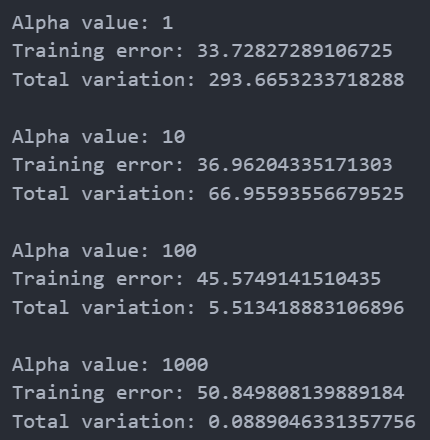 Alpha value: 1
Training error: 33.72827289106725
Total variation: 293.6653233718288
Alpha value: 10
Training error: 36.96204335171303
Total variation: 66.95593556679525
Alpha value: 100
Training error: 45.5749141510435
Total variation: 5.513418883106896
Alpha value: 1000
Training error: 50.849808139889184
Total variation: 0.0889046331357756